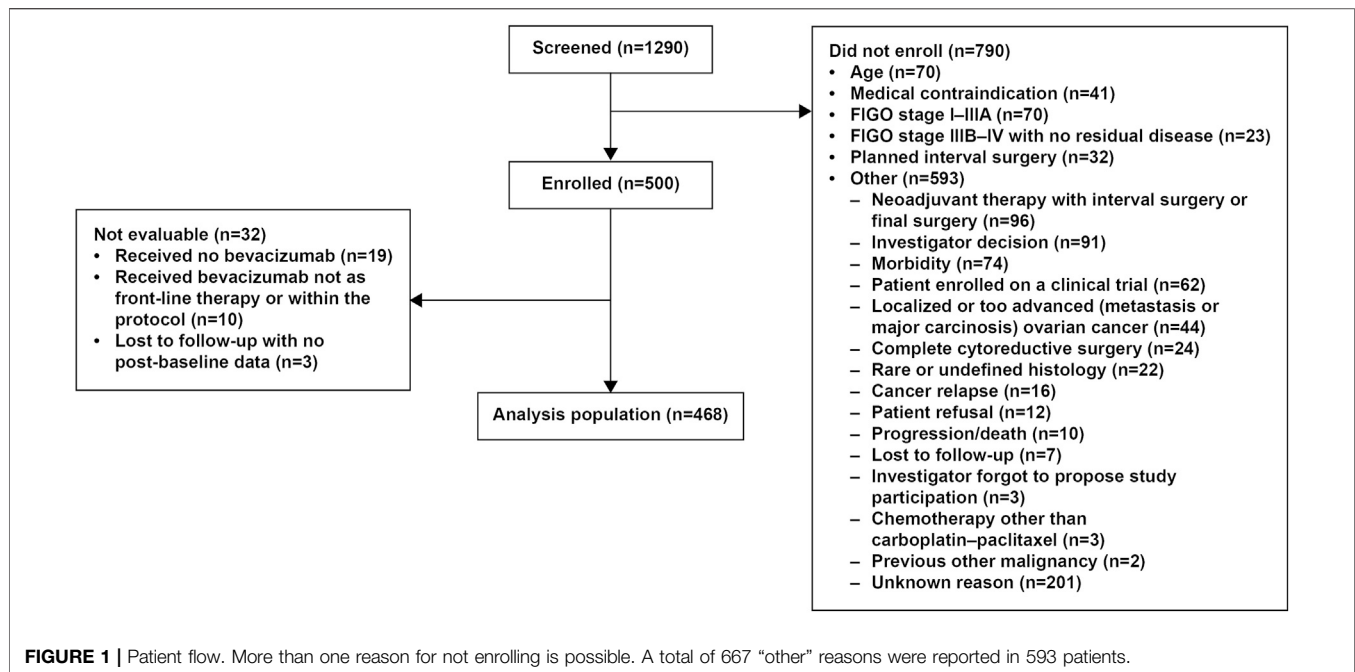 Screened (n=1290)
Did not enroll (n=790)
• Age (n=70)
• Medical contraindication (n=41)
• FIGO stage I–IIIA (n=70)
• FIGO stage IIIB–IV with no residual disease (n=23)
• Planned interval surgery (n=32)
• Other (n=593)
– Neoadjuvant therapy with interval surgery or
final surgery (n=96)
– Investigator decision (n=91)
– Morbidity (n=74)
– Patient enrolled on a clinical trial (n=62)
– Localized or too advanced (metastasis or
major carcinosis) ovarian cancer (n=44)
– Complete cytoreductive surgery (n=24)
– Rare or undefined histology (n=22)
– Cancer relapse (n=16)
– Patient refusal (n=12)
– Progression/death (n=10)
– Lost to follow-up (n=7)
– Investigator forgot to propose study
participation (n=3)
– Chemotherapy other than
carboplatin–paclitaxel (n=3)
– Previous other malignancy (n=2)
– Unknown reason (n=201)
Enrolled (n=500)
Not evaluable (n=32)
• Received no bevacizumab (n=19)
• Received bevacizumab not as
front-line therapy or within the
protocol (n=10)
• Lost to follow-up with no
post-baseline data (n=3)
Analysis population (n=468)
FIGURE 1 | Patient flow. More than one reason for not enrolling is possible. A total of 667 “other” reasons were reported in 593 patients.